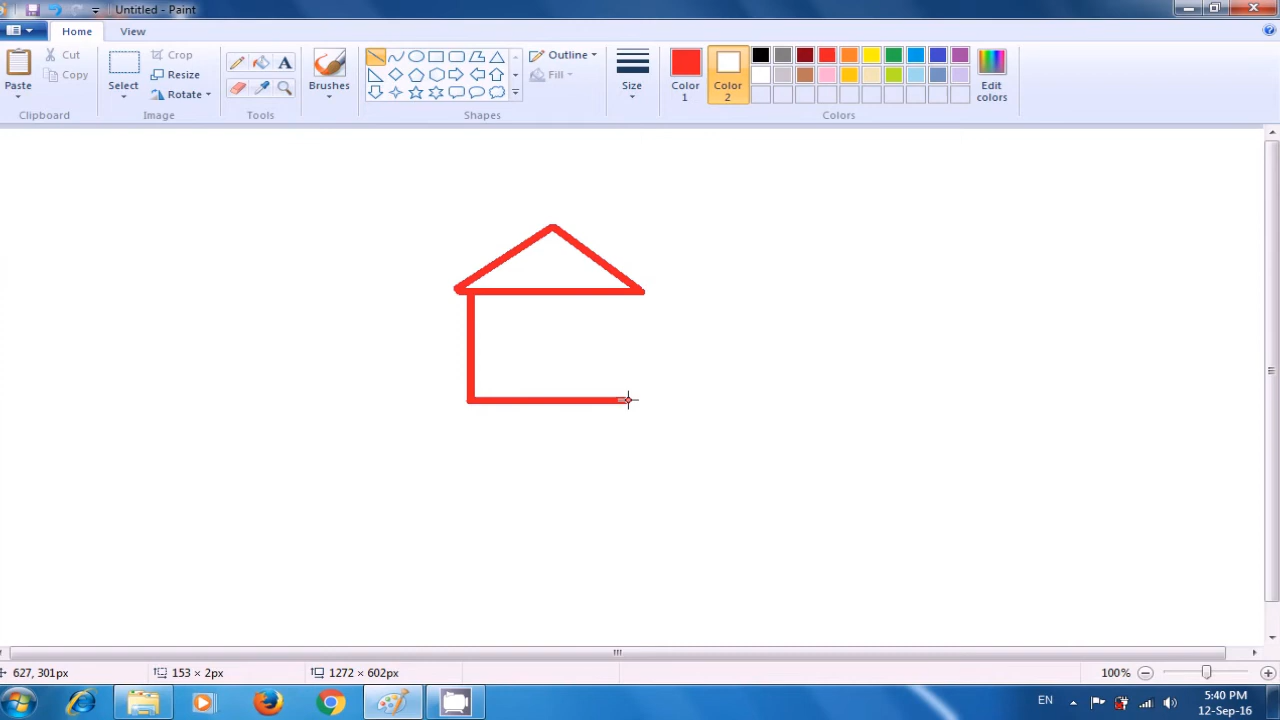 Untitled - Paint
Home View
Paste
Cut
Copy
Clipboard
Select
Crop
Resize
Rotate
Image
A
Tools
Brushes
Shapes
Outline
Fill
Size
Color 1
Color 2
Edit colors
Colors
627, 301px 153 × 2px 1272 × 602px 100%
EN 5:40 PM
12-Sep-16